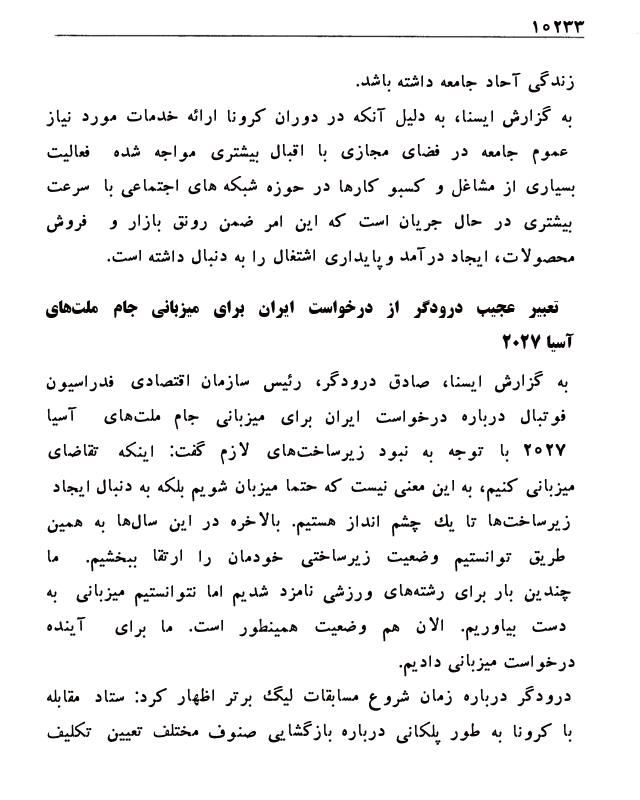 ۱۰۲۳۳
زندگی آحاد جامعه داشته باشد.
به گزارش ایسنا، به دلیل آنکه در دوران کرونا ارائه خدمات مورد نیاز
عموم جامعه در فضای مجازی با اقبال بیشتری مواجه شده فعالیت
بسیاری از مشاغل و کسبو کارها در حوزه شبکه های اجتماعی با سرعت
بیشتری در حال جریان است که این امر ضمن رونق بازار و فروش
محصولات، ایجاد درآمد و پایداری اشتغال را به دنبال داشته است.
تعبیر عجیب درودگر از درخواست ایران برای میزبانی جام ملت‌های
آسیا ۲۰۲۷
به گزارش ایسنا، صادق درودگر، رئیس سازمان اقتصادی فدراسیون
فوتبال درباره درخواست ایران برای میزبانی جام ملت‌های آسیا
۲۰۲۷ با توجه به نبود زیرساخت‌های لازم گفت: اینکه تقاضای
میزبانی کنیم، به این معنی نیست که حتما میزبان شویم بلکه به دنبال ایجاد
زیرساخت‌ها تا یك چشم انداز هستیم. بالاخره در این سال‌ها به همین
طریق توانستیم وضعیت زیرساختی خودمان را ارتقا ببخشیم. ما
چندین بار برای رشته‌های ورزشی نامزد شدیم اما نتوانستیم میزبانی به
دست بیاوریم. الان هم وضعیت همینطور است. ما برای آینده
درخواست میزبانی دادیم.
درودگر درباره زمان شروع مسابقات لیگ برتر اظهار کرد: ستاد مقابله
با کرونا به طور پلکانی درباره بازگشایی صنوف مختلف تعیین تکلیف